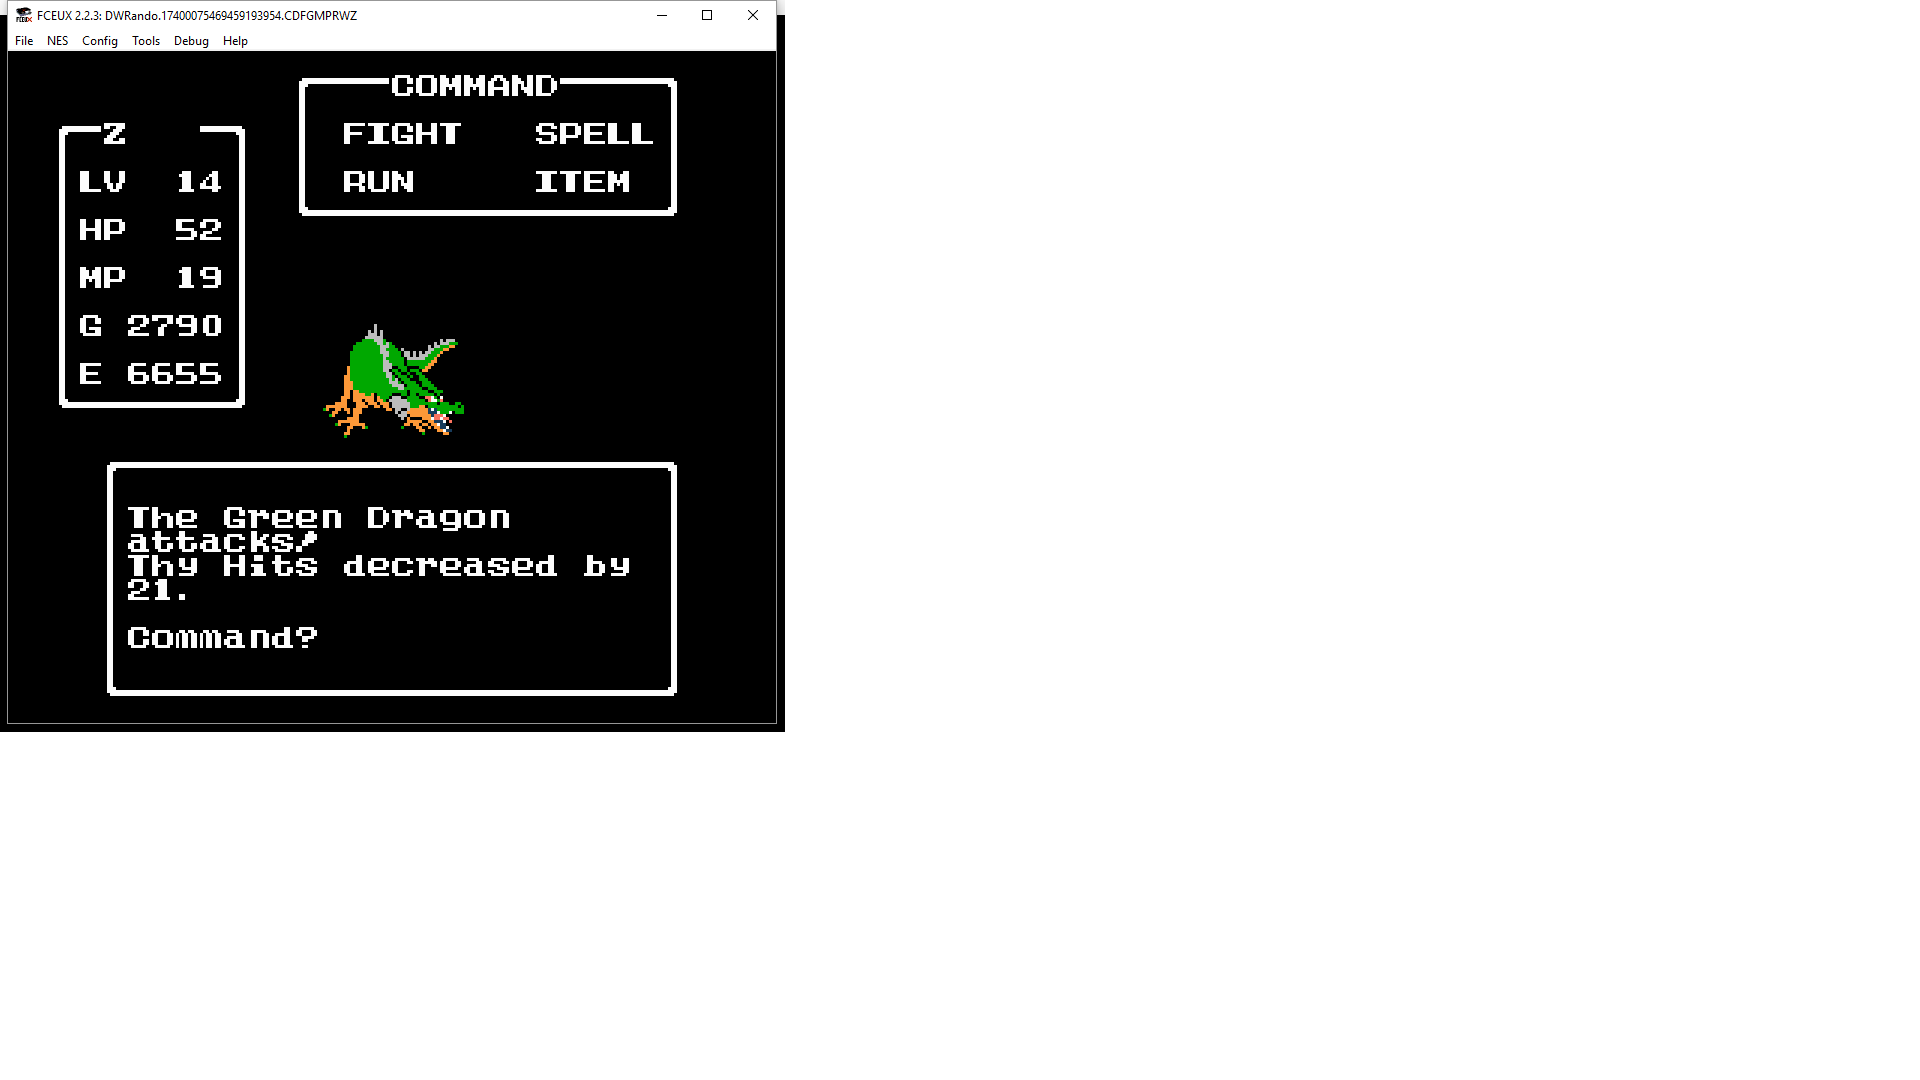 FCEUX 2.2.3: DWRando.17400075469459193954.CDFGMPRWZ
File NES Config Tools Debug Help
COMMAND
FIGHT SPELL
RUN ITEM
Z
LV 14
HP 52
MP 19
G 2790
E 6655
The Green Dragon
attacks!
Thy Hits decreased by
21.
Command?